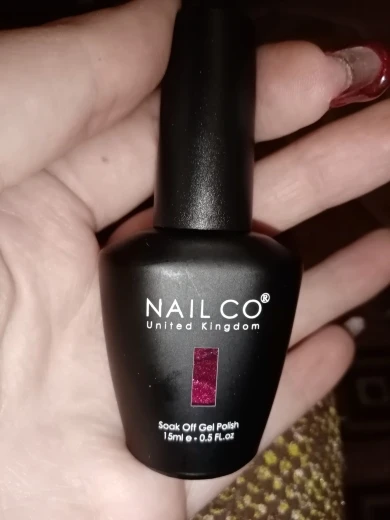 NAIL CO®
United Kingdom
Soak Off Gel Polish
15ml e - 0.5 FL.oz